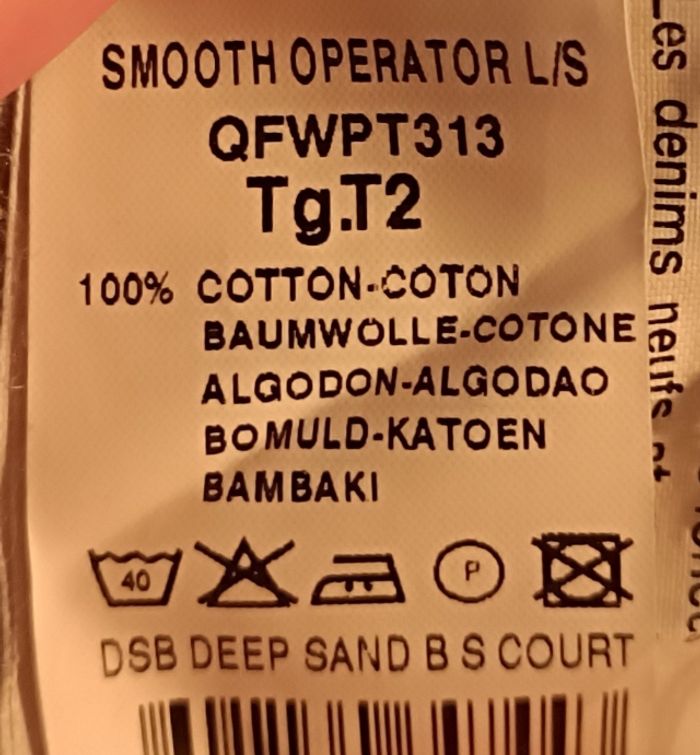 SMOOTH OPERATOR L/S
QFWPT313
Tg.T2
100% COTTON-COTON
BAUMWOLLE-COTONE
ALGODON-ALGODAO
BOMULD-KATOEN
BAMBAKI
40
P
DSB DEEP SAND B S COURT
Les denims neufs